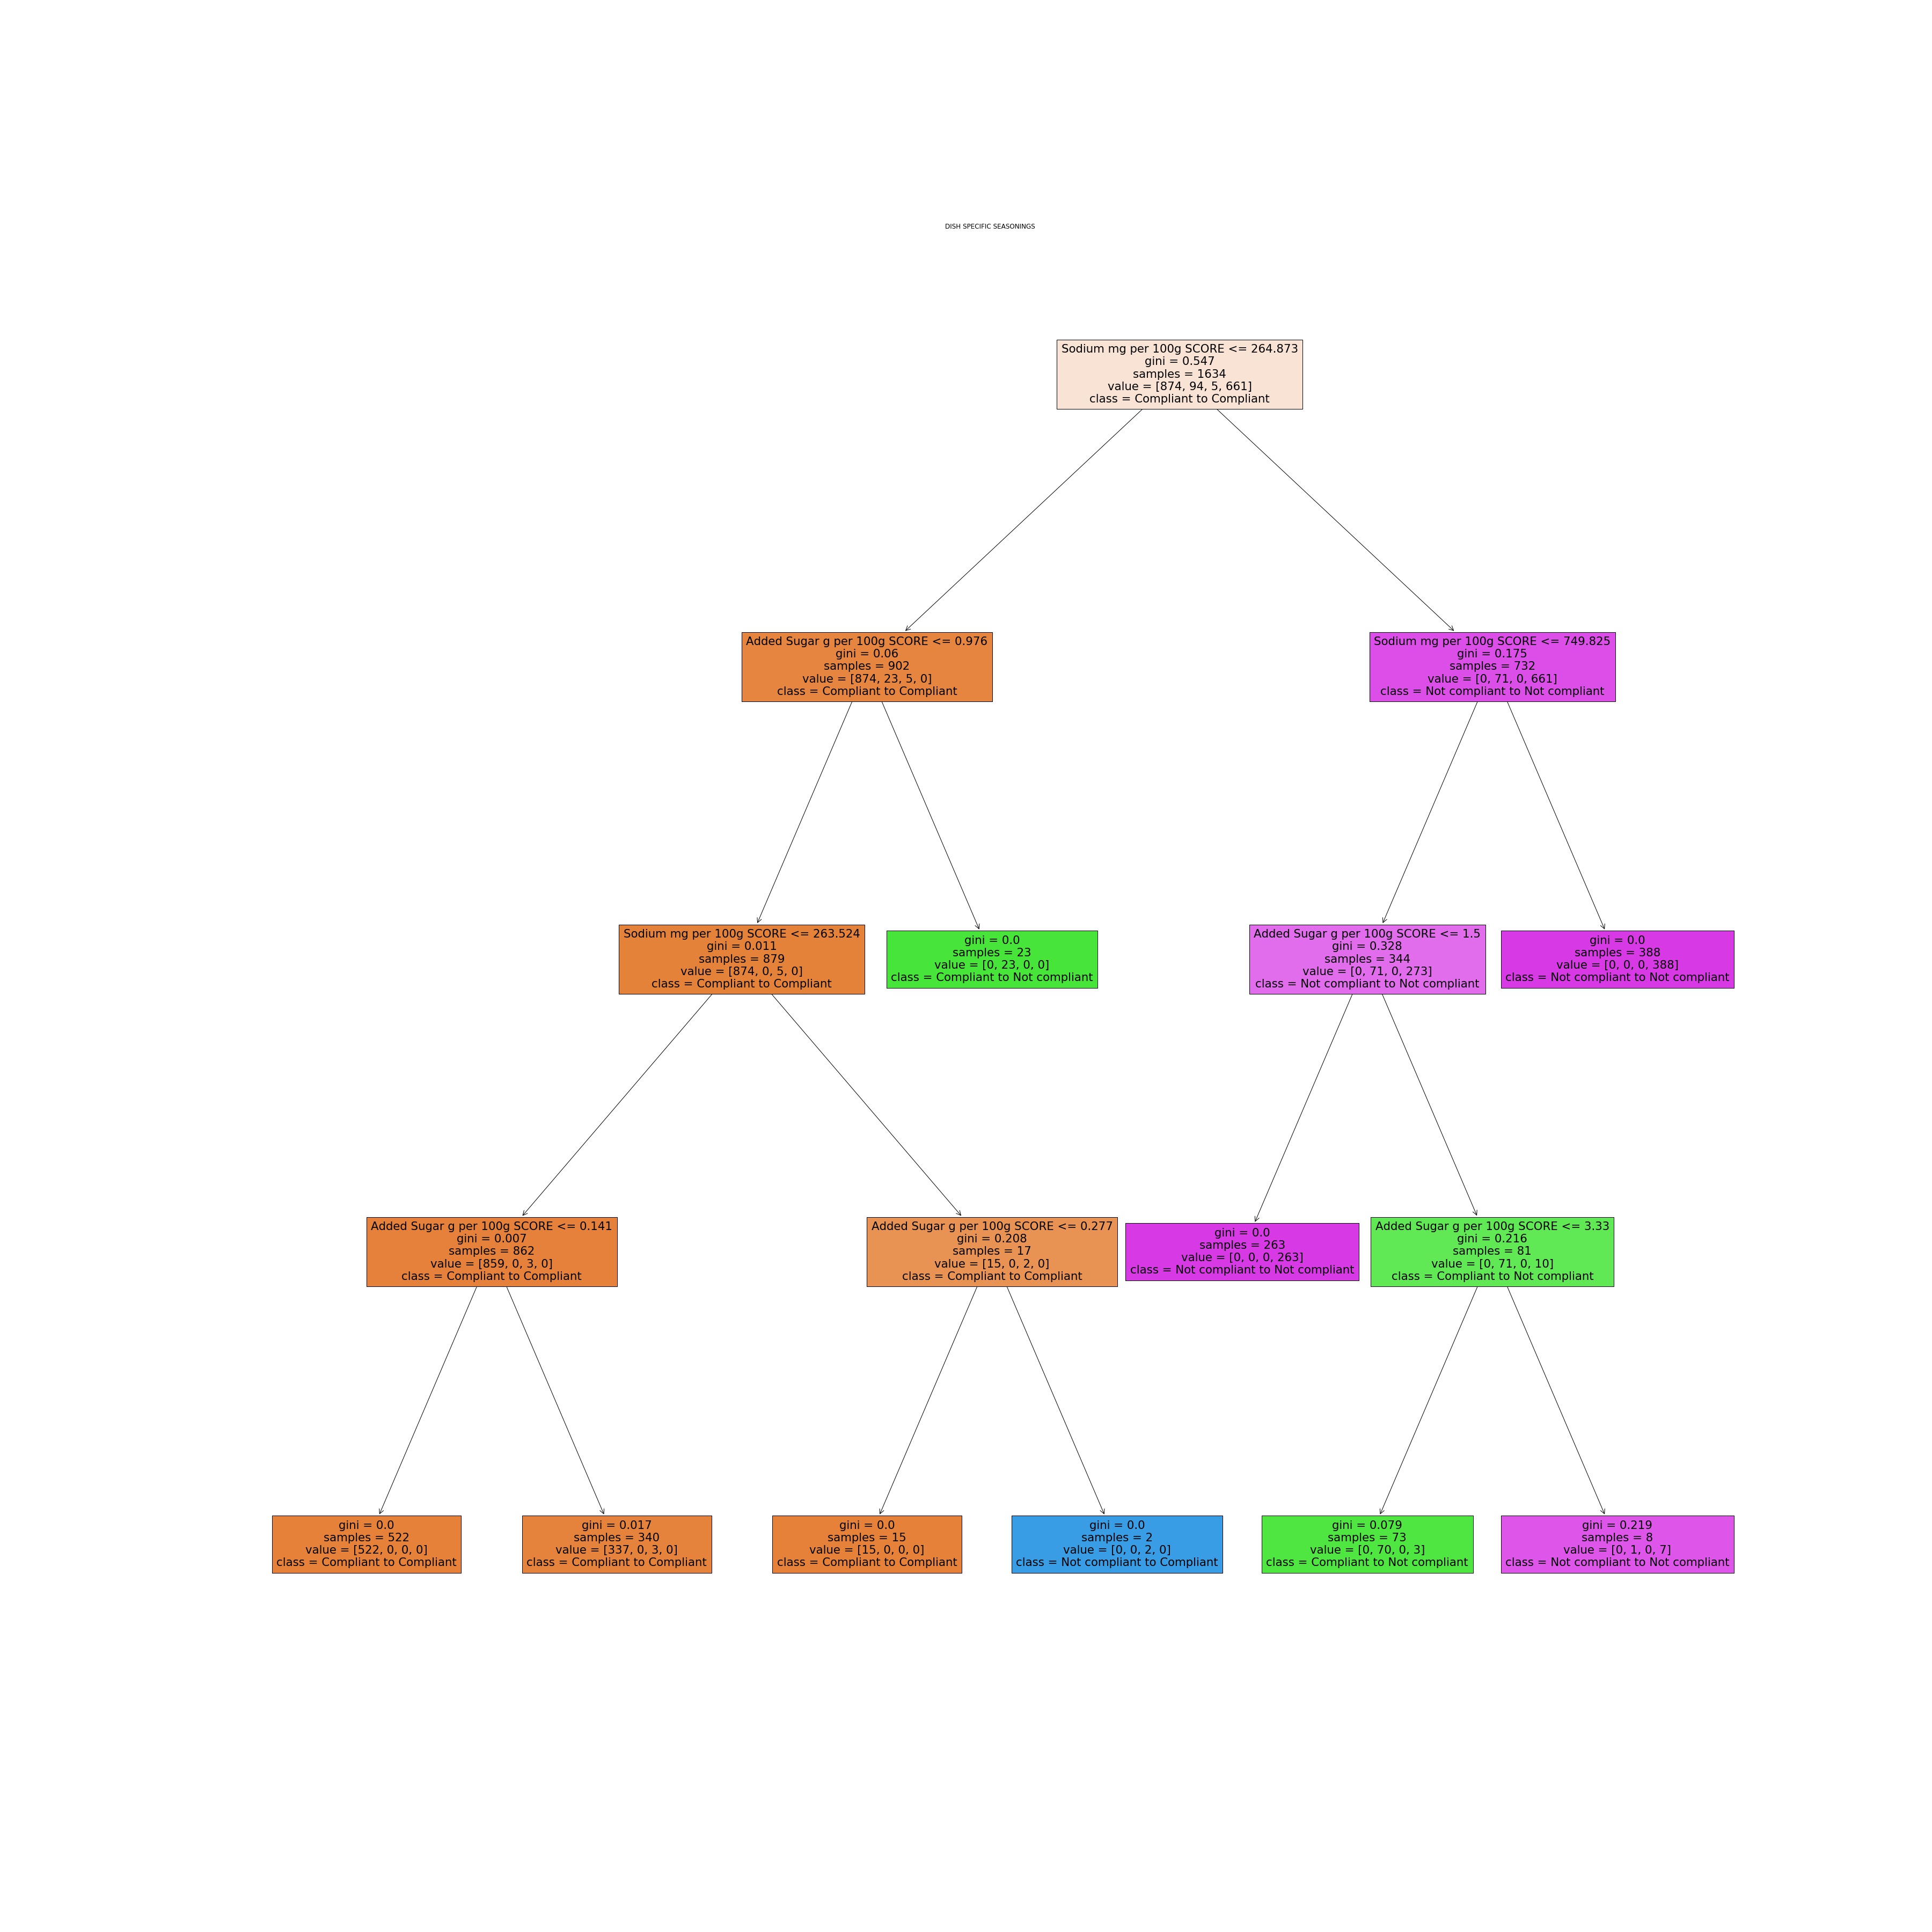 DISH SPECIFIC SEASONINGS
Sodium mg per 100g SCORE <= 264.873
gini = 0.547
samples = 1634
value = [874, 94, 5, 661]
class = Compliant to Compliant
Added Sugar g per 100g SCORE <= 0.976
gini = 0.06
samples = 902
value = [874, 23, 5, 0]
class = Compliant to Compliant
Sodium mg per 100g SCORE <= 749.825
gini = 0.175
samples = 732
value = [0, 71, 0, 661]
class = Not compliant to Not compliant
Sodium mg per 100g SCORE <= 263.524
gini = 0.011
samples = 879
value = [874, 0, 5, 0]
class = Compliant to Compliant
gini = 0.0
samples = 23
value = [0, 23, 0, 0]
class = Compliant to Not compliant
Added Sugar g per 100g SCORE <= 1.5
gini = 0.328
samples = 344
value = [0, 71, 0, 273]
class = Not compliant to Not compliant
gini = 0.0
samples = 388
value = [0, 0, 0, 388]
class = Not compliant to Not compliant
Added Sugar g per 100g SCORE <= 0.141
gini = 0.007
samples = 862
value = [859, 0, 3, 0]
class = Compliant to Compliant
Added Sugar g per 100g SCORE <= 0.277
gini = 0.208
samples = 17
value = [15, 0, 2, 0]
class = Compliant to Compliant
gini = 0.0
samples = 263
value = [0, 0, 0, 263]
class = Not compliant to Not compliant
Added Sugar g per 100g SCORE <= 3.33
gini = 0.216
samples = 81
value = [0, 71, 0, 10]
class = Compliant to Not compliant
gini = 0.0
samples = 522
value = [522, 0, 0, 0]
class = Compliant to Compliant
gini = 0.017
samples = 340
value = [337, 0, 3, 0]
class = Compliant to Compliant
gini = 0.0
samples = 15
value = [15, 0, 0, 0]
class = Compliant to Compliant
gini = 0.0
samples = 2
value = [0, 0, 2, 0]
class = Not compliant to Compliant
gini = 0.079
samples = 73
value = [0, 70, 0, 3]
class = Compliant to Not compliant
gini = 0.219
samples = 8
value = [0, 1, 0, 7]
class = Not compliant to Not compliant